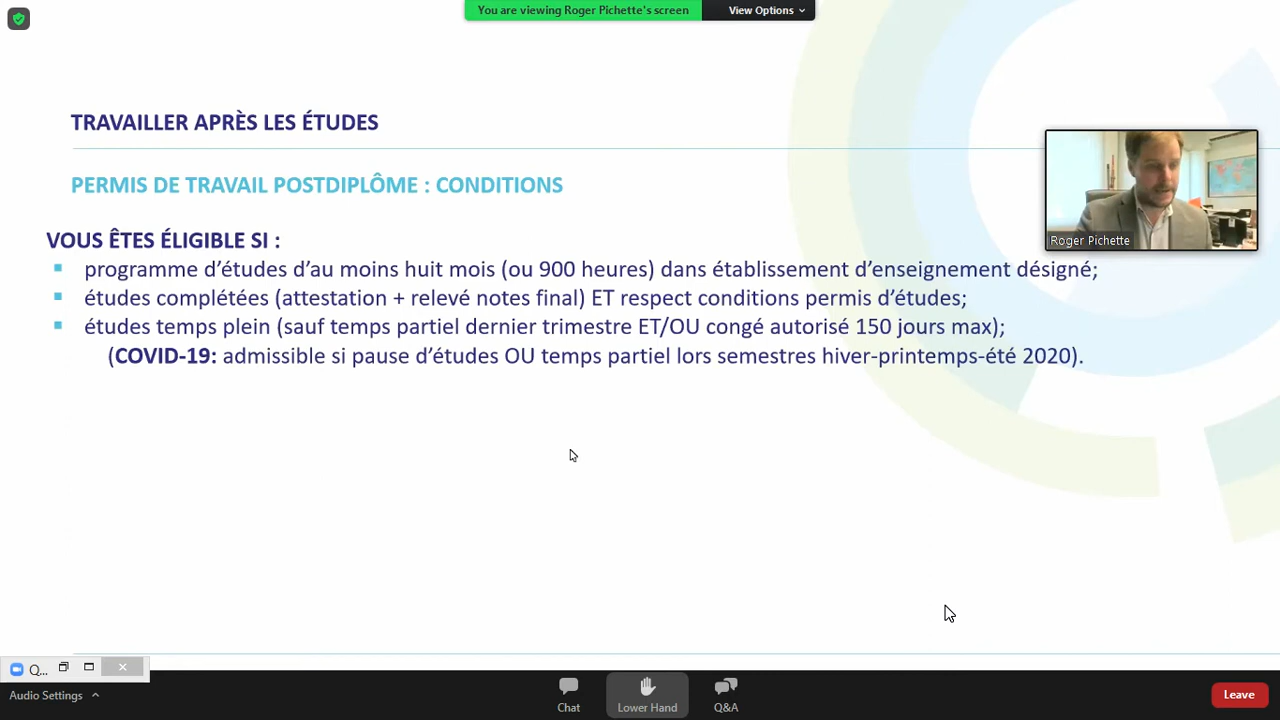 You are viewing Roger Pichette's screen
View Options
TRAVAILLER APRÈS LES ÉTUDES
PERMIS DE TRAVAIL POSTDIPLÔME : CONDITIONS
Roger Pichette
VOUS ÊTES ÉLIGIBLE SI :
programme d’études d’au moins huit mois (ou 900 heures) dans établissement d’enseignement désigné;
études complétées (attestation + relevé notes final) ET respect conditions permis d’études;
études temps plein (sauf temps partiel dernier trimestre ET/OU congé autorisé 150 jours max);
(COVID-19: admissible si pause d’études OU temps partiel lors semestres hiver-printemps-été 2020).
Q...
Audio Settings
Chat
Lower Hand
Q&A
Leave